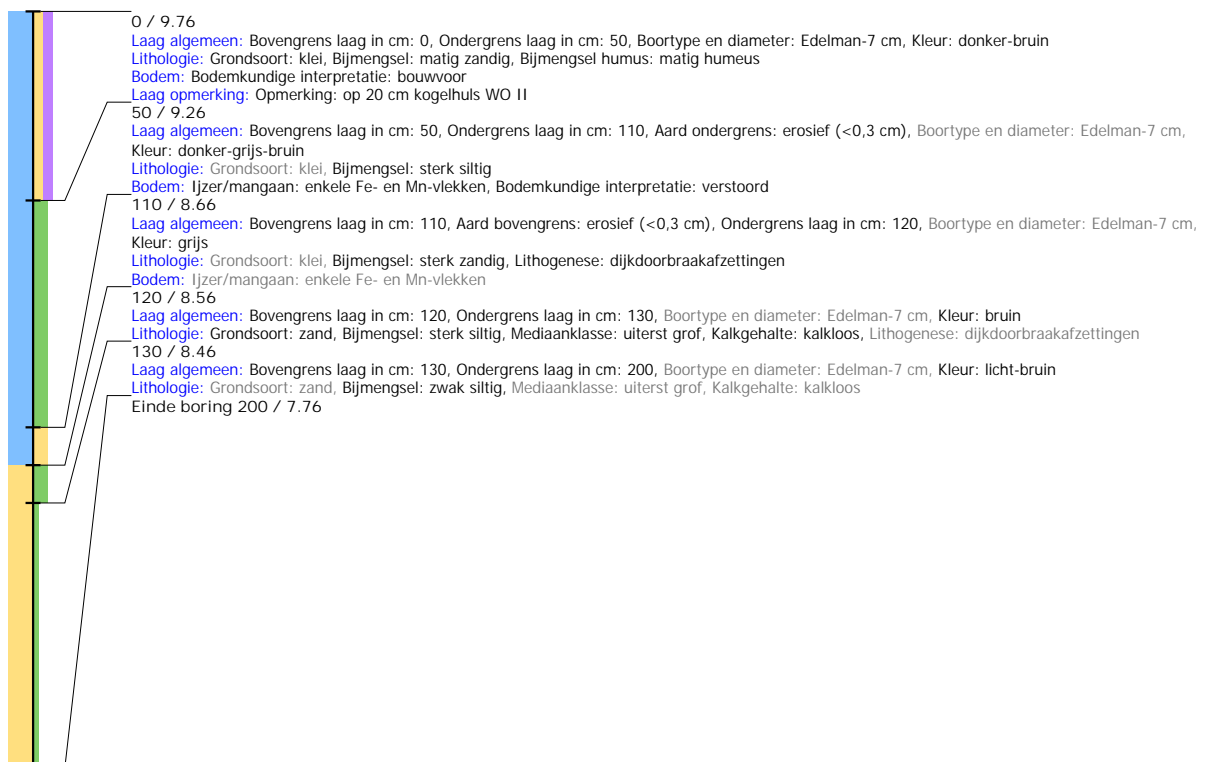 0 / 9.76
Laag algemeen: Bovengrens laag in cm: 0, Ondergrens laag in cm: 50, Boortype en diameter: Edelman-7 cm, Kleur: donker-bruin
Lithologie: Grondsoort: klei, Bijmengsel: matig zandig, Bijmengsel humus: matig humeus
Bodem: Bodemkundige interpretatie: bouwvoor
Laag opmerking: Opmerking: op 20 cm kogelhuls WO II
50 / 9.26
Laag algemeen: Bovengrens laag in cm: 50, Ondergrens laag in cm: 110, Aard ondergrens: erosief (<0,3 cm), Boortype en diameter: Edelman-7 cm,
Kleur: donker-grijs-bruin
Lithologie: Grondsoort: klei, Bijmengsel: sterk siltig
Bodem: Ijzer/mangaan: enkele Fe- en Mn-vlekken, Bodemkundige interpretatie: verstoord
110 / 8.66
Laag algemeen: Bovengrens laag in cm: 110, Aard bovengrens: erosief (<0,3 cm), Ondergrens laag in cm: 120, Boortype en diameter: Edelman-7 cm,
Kleur: grijs
Lithologie: Grondsoort: klei, Bijmengsel: sterk zandig, Lithogenese: dijkdoorbraakafzettingen
Bodem: Ijzer/mangaan: enkele Fe- en Mn-vlekken
120 / 8.56
Laag algemeen: Bovengrens laag in cm: 120, Ondergrens laag in cm: 130, Boortype en diameter: Edelman-7 cm, Kleur: bruin
Lithologie: Grondsoort: zand, Bijmengsel: sterk siltig, Mediaanklasse: uiterst grof, Kalkgehalte: kalkloos, Lithogenese: dijkdoorbraakafzettingen
130 / 8.46
Laag algemeen: Bovengrens laag in cm: 130, Ondergrens laag in cm: 200, Boortype en diameter: Edelman-7 cm, Kleur: licht-bruin
Lithologie: Grondsoort: zand, Bijmengsel: zwak siltig, Mediaanklasse: uiterst grof, Kalkgehalte: kalkloos
Einde boring 200 / 7.76